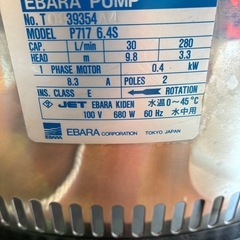 EBARA PUMP
No. 39354
MODEL P717 6.4S
CAP. L/min 30 280
HEAD m 9.8 3.3
1 PHASE MOTOR 0.4 kW
8.3 A POLES 2
INS. CLASS E ROTATION
JET EBARA KIDEN 水温0~45℃
100 V 680 W 60 Hz 水中用
EBARA CORPORATION TOKYO JAPAN